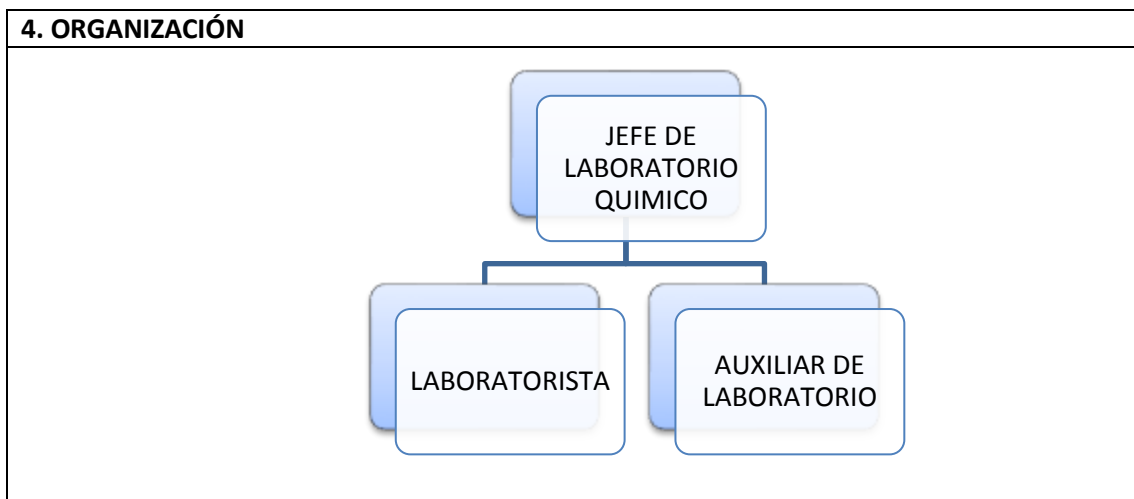 4. ORGANIZACIÓN
JEFE DE
LABORATORIO
QUIMICO
LABORATORISTA
AUXILIAR DE
LABORATORIO